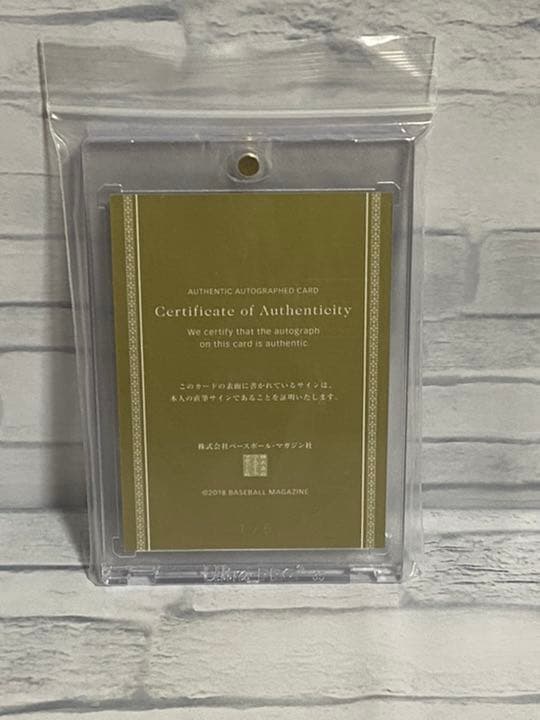 AUTHENTIC AUTOGRAPHED CARD
Certificate of Authenticity
We certify that the autograph
on this card is authentic
このカードの表面に書かれているサインは、
本人の直筆サインであることを証明いたします。
株式会社ベースボール・マガジン社
©2018 BASEBALL MAGAZINE